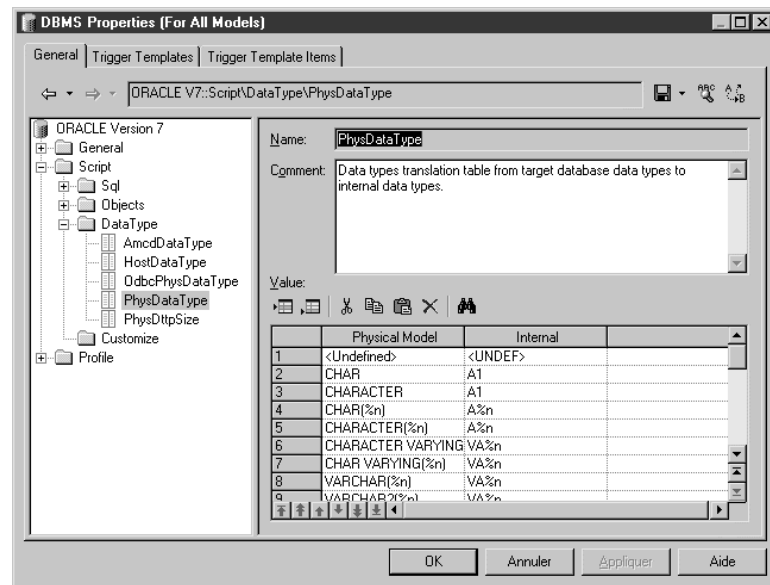 DBMS Properties (For All Models)
General Trigger Templates Trigger Template Items
ORACLE V7::Script\DataType\PhysDataType
ABC A B
ORACLE Version 7
General
Script
Sql
Objects
DataType
AmcdDataType
HostDataType
OdbcPhysDataType
PhysDataType
PhysDttpSize
Customize
Profile
Name: PhysDataType
Comment: Data types translation table from target database data types to
internal data types.
Value:
Physical Model Internal
1 <Undefined> <UNDEF>
2 CHAR A1
3 CHARACTER A1
4 CHAR(%n) A%n
5 CHARACTER(%n) A%n
6 CHARACTER VARYING VA%n
7 CHAR VARYING(%n) VA%n
8 VARCHAR(%n) VA%n
9 VARCHAR2(%n) VA%n
OK Annuler Appliquer Aide